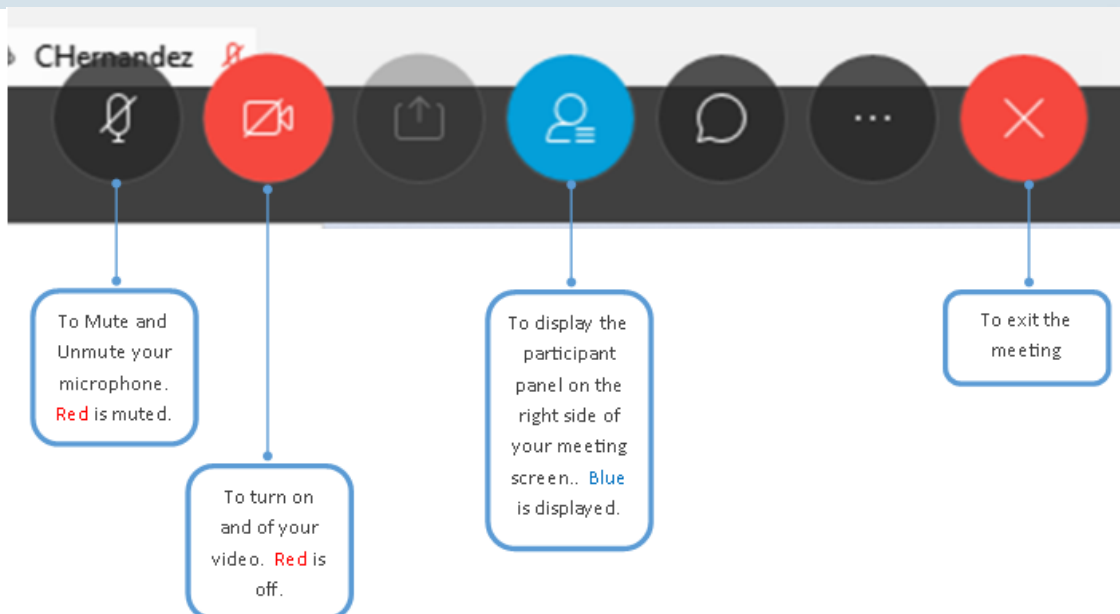 CHernandez
To Mute and
Unmute your
microphone.
Red is muted.
To turn on
and of your
video. Red is
off.
To display the
participant
panel on the
right side of
your meeting
screen.. Blue
is displayed.
To exit the
meeting